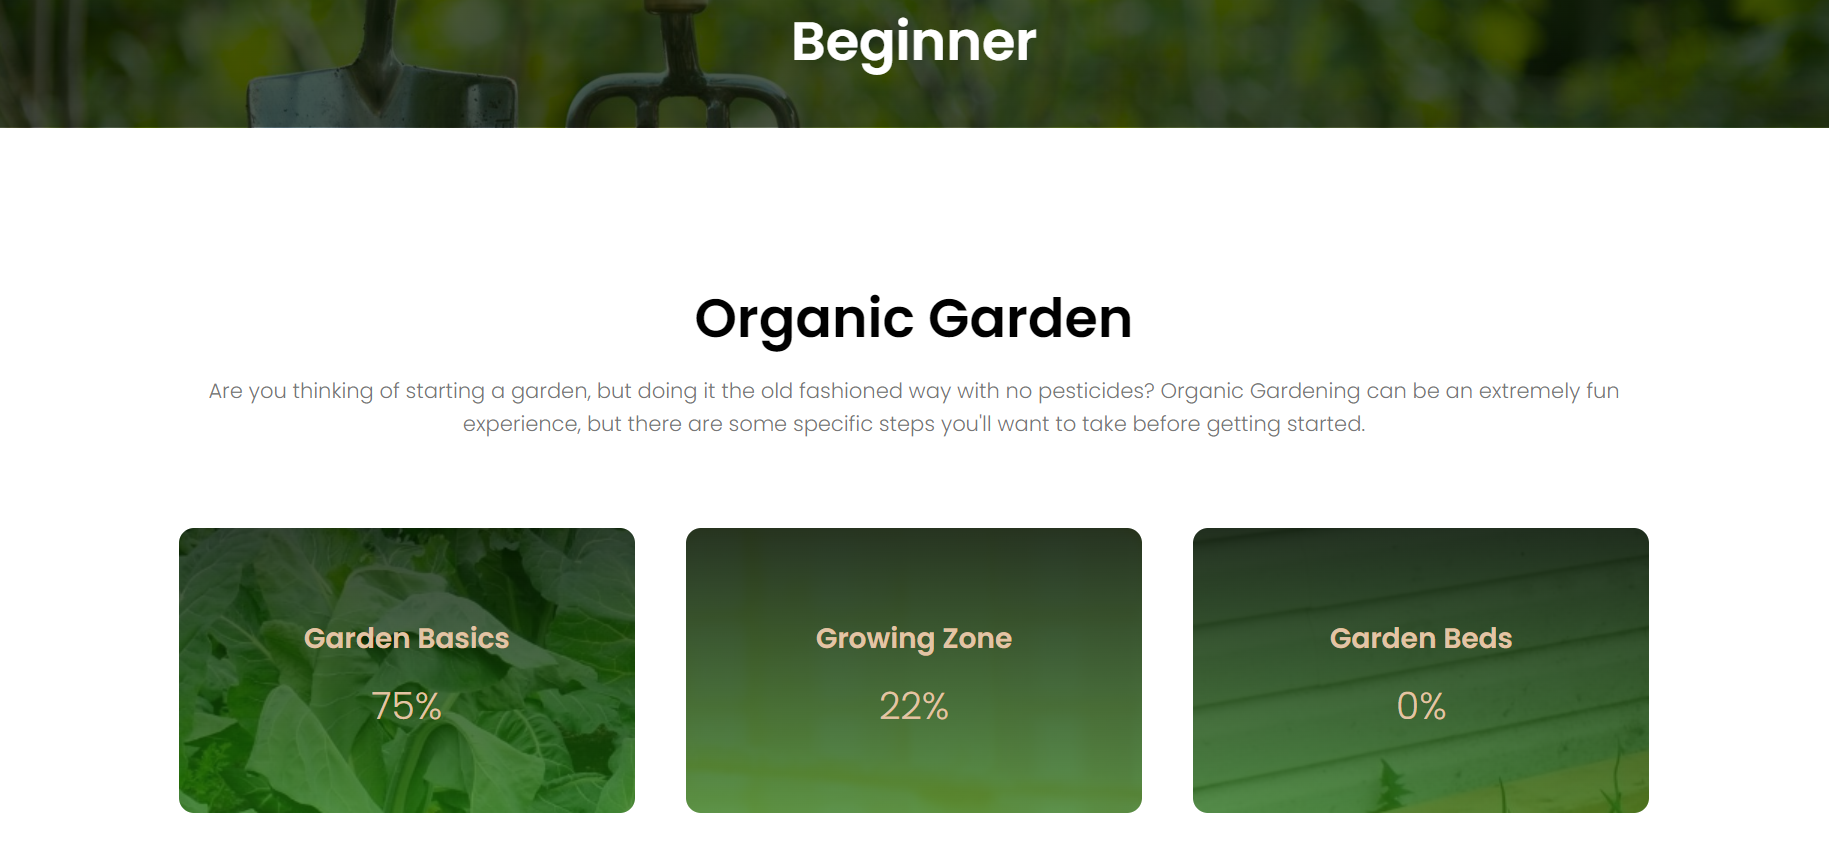 Beginner
Organic Garden
Are you thinking of starting a garden, but doing it the old fashioned way with no pesticides? Organic Gardening can be an extremely fun
experience, but there are some specific steps you'll want to take before getting started.
Garden Basics
75%
Growing Zone
22%
Garden Beds
0%